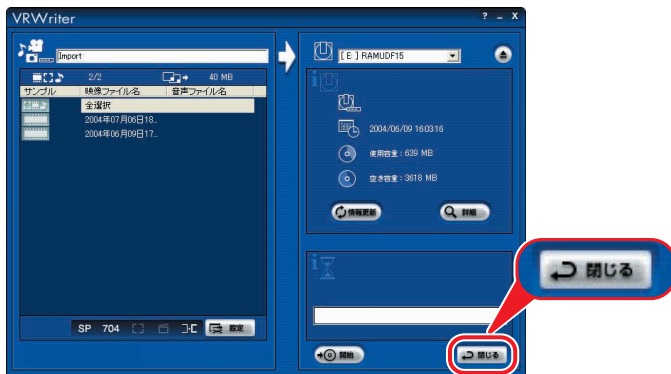 VRWriter ? _ X
Import
[ E ] RAMUDF15
2/2 40 MB
サンプル 映像ファイル名 音声ファイル名
全選択
2004年07月06日18..
2004年06月09日17..
2004/06/09 16:03:16
使用容量 : 639 MB
空き容量 : 3618 MB
情報更新 詳細
SP 704 設定
開始 閉じる
閉じる